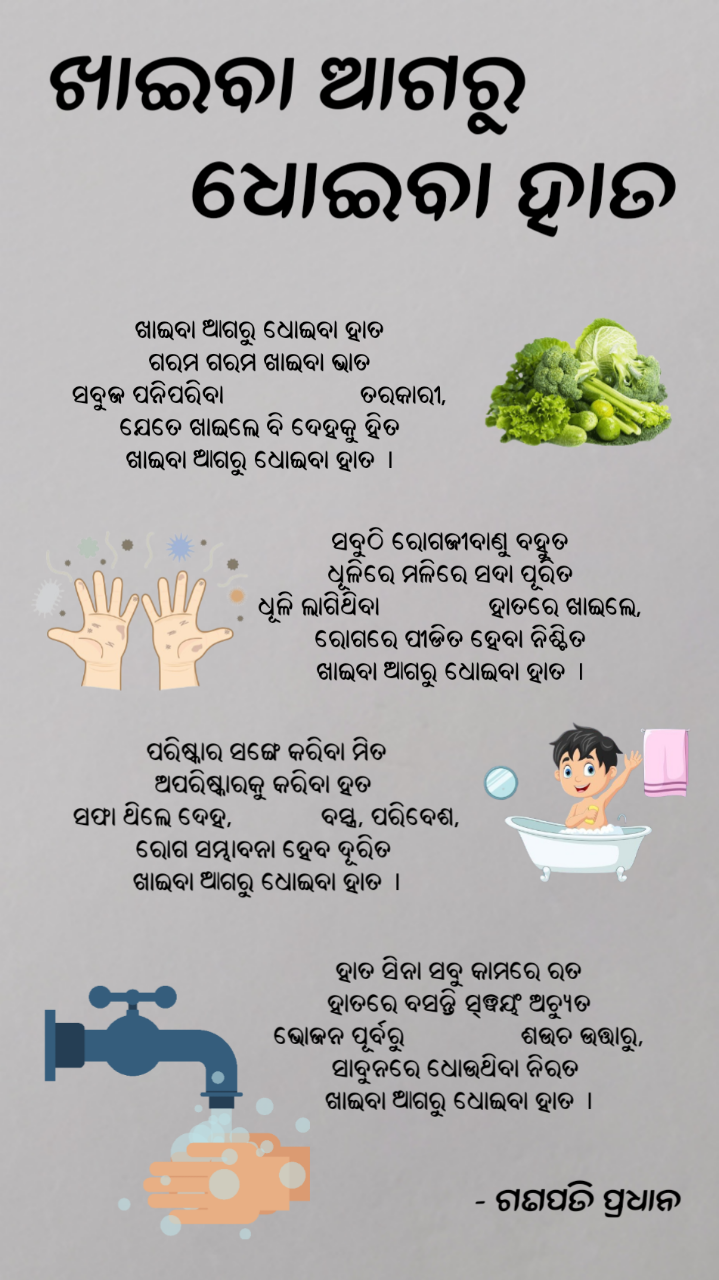 ଖାଇବା ଆଗରୁ
ଧୋଇବା ହାତ
ଖାଇବା ଆଗରୁ ଧୋଇବା ହାତ
ଗରମ ଗରମ ଖାଇବା ଭାତ
ସବୁଜ ପନିପରିବା ତରକାରୀ,
ଯେତେ ଖାଇଲେ ବି ଦେହକୁ ହିତ
ଖାଇବା ଆଗରୁ ଧୋଇବା ହାତ ।
ସବୁଠି ରୋଗଜୀବାଣୁ ବହୁତ
ଧୂଳିରେ ମଳିରେ ସଦା ପୂରିତ
ଧୂଳି ଲାଗିଥିବା ହାତରେ ଖାଇଲେ,
ରୋଗରେ ପୀଡିତ ହେବା ନିଶ୍ଚିତ
ଖାଇବା ଆଗରୁ ଧୋଇବା ହାତ ।
ପରିଷ୍କାର ସଙ୍ଗେ କରିବା ମିତ
ଅପରିଷ୍କାରକୁ କରିବା ହତ
ସଫା ଥିଲେ ଦେହ, ବସ୍ତ୍ର, ପରିବେଶ,
ରୋଗ ସମ୍ଭାବନା ହେବ ଦୂରିତ
ଖାଇବା ଆଗରୁ ଧୋଇବା ହାତ ।
ହାତ ସିନା ସବୁ କାମରେ ରତ
ହାତରେ ବସନ୍ତି ସ୍ୱୟଂ ଅଚ୍ୟୁତ
ଭୋଜନ ପୂର୍ବରୁ ଶଉଚ ଉତ୍ତାରୁ,
ସାବୁନରେ ଧୋଉଥିବା ନିରତ
ଖାଇବା ଆଗରୁ ଧୋଇବା ହାତ ।
- ଗଣପତି ପ୍ରଧାନ